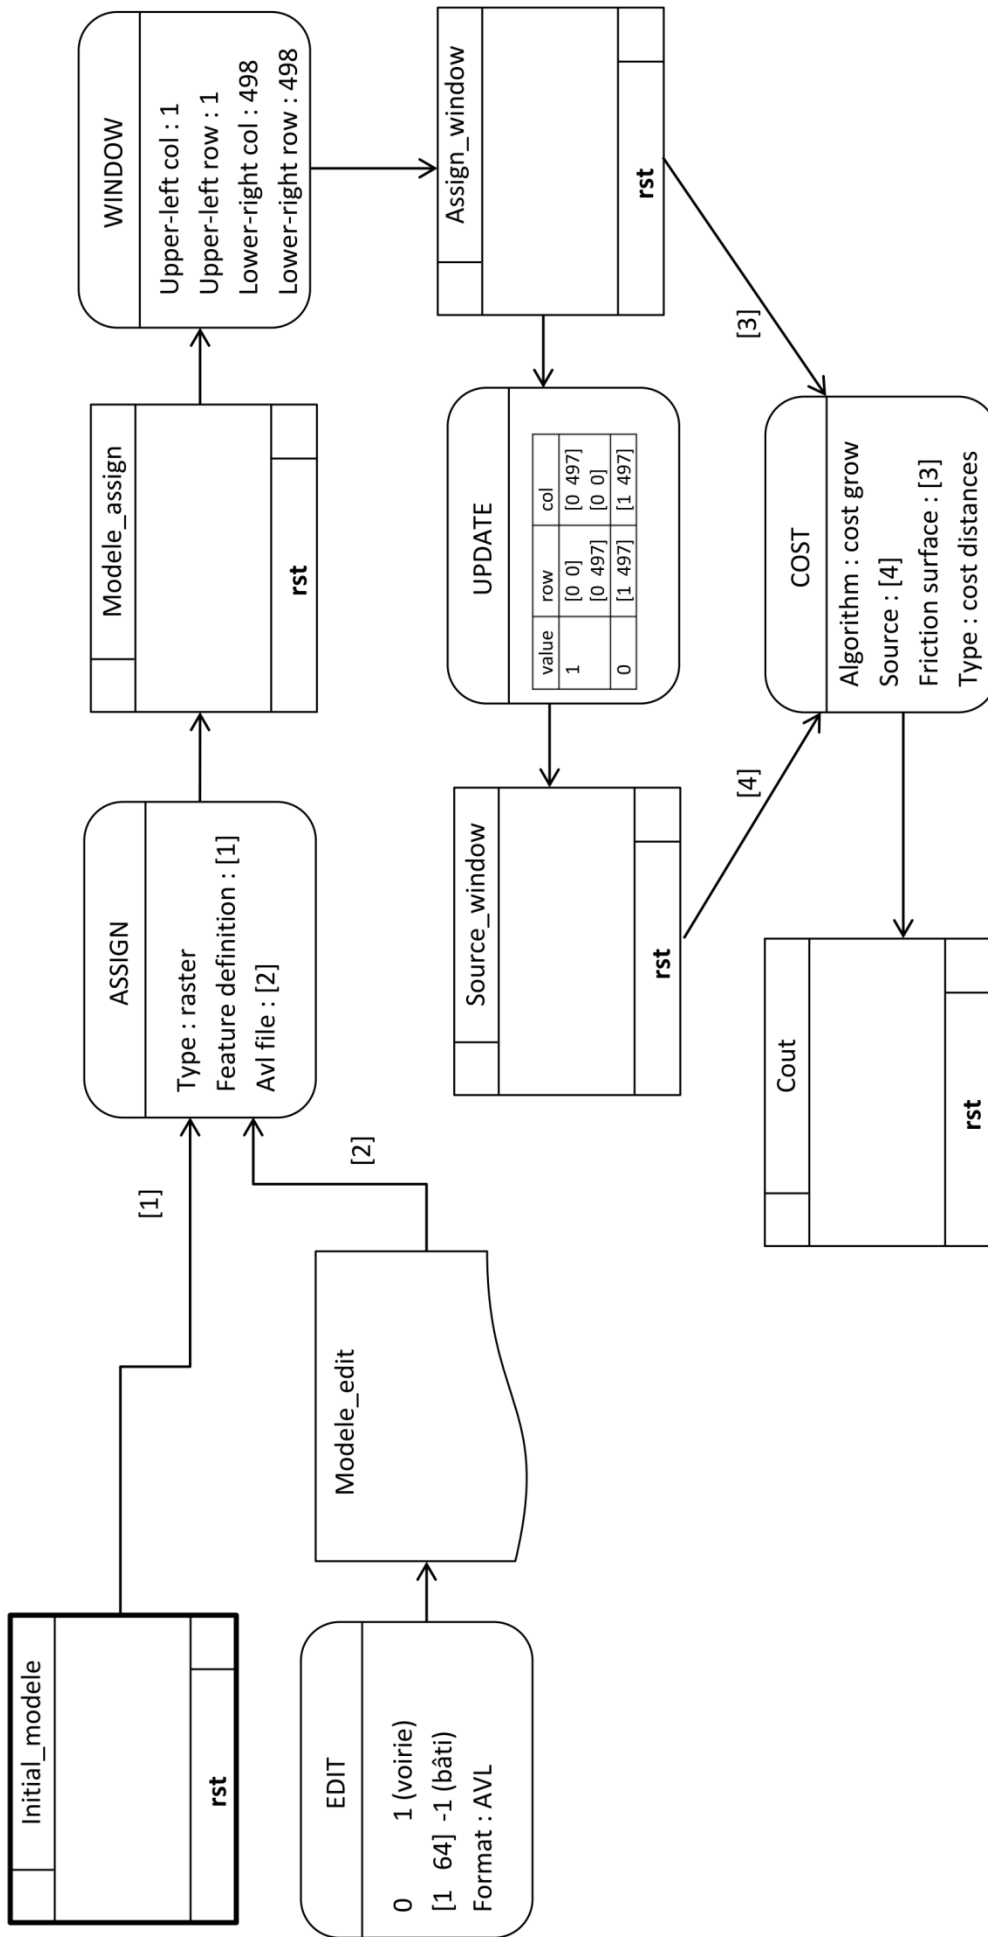 Initial_modele
rst
EDIT
0 1 (voirie)
[1 64] -1 (bâti)
Format : AVL
Modele_edit
[1]
[2]
ASSIGN
Type : raster
Feature definition : [1]
Avl file : [2]
Modele_assign
rst
WINDOW
Upper-left col : 1
Upper-left row : 1
Lower-right col : 498
Lower-right row : 498
Assign_window
rst
UPDATE
value row col
1 [0 0] [0 497]
[0 497] [0 0]
0 [1 497] [1 497]
Source_window
rst
[3]
[4]
COST
Algorithm : cost grow
Source : [4]
Friction surface : [3]
Type : cost distances
Cout
rst